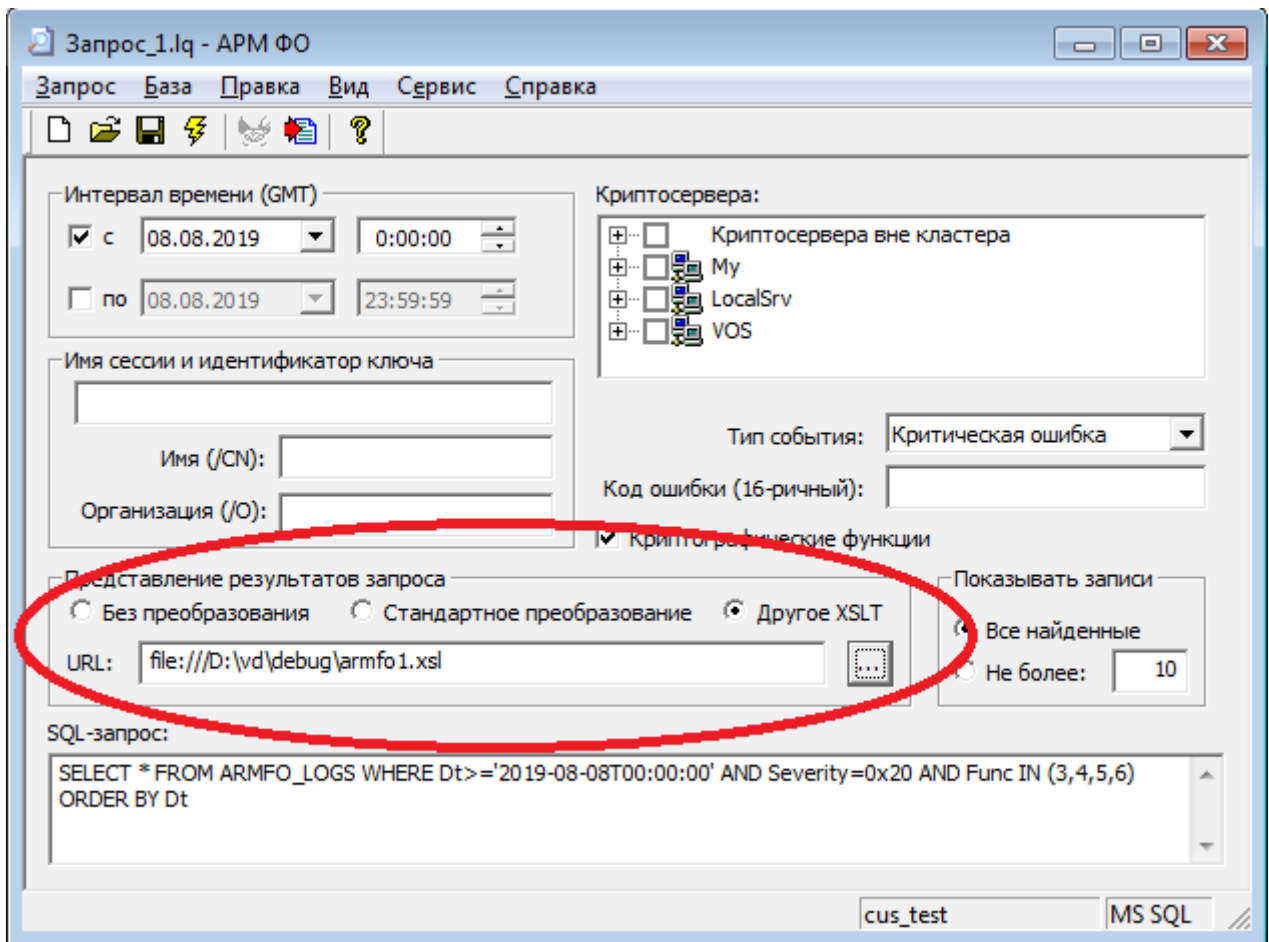 Запрос_1.lq - АРМ ФО
Запрос База Правка Вид Сервис Справка
Интервал времени (GMT)
с 08.08.2019 0:00:00
по 08.08.2019 23:59:59
Криптосервера:
Криптосервера вне кластера
My
LocalSrv
VOS
Имя сессии и идентификатор ключа
Имя (/CN):
Организация (/O):
Тип события: Критическая ошибка
Код ошибки (16-ричный):
Криптографические функции
Представление результатов запроса
Без преобразования Стандартное преобразование Другое XSLT
URL: file:///D:\vd\debug\armfo1.xsl ...
Показывать записи
Все найденные
Не более: 10
SQL-запрос:
SELECT * FROM ARMFO_LOGS WHERE Dt>='2019-08-08T00:00:00' AND Severity=0x20 AND Func IN (3,4,5,6)
ORDER BY Dt
cus_test MS SQL